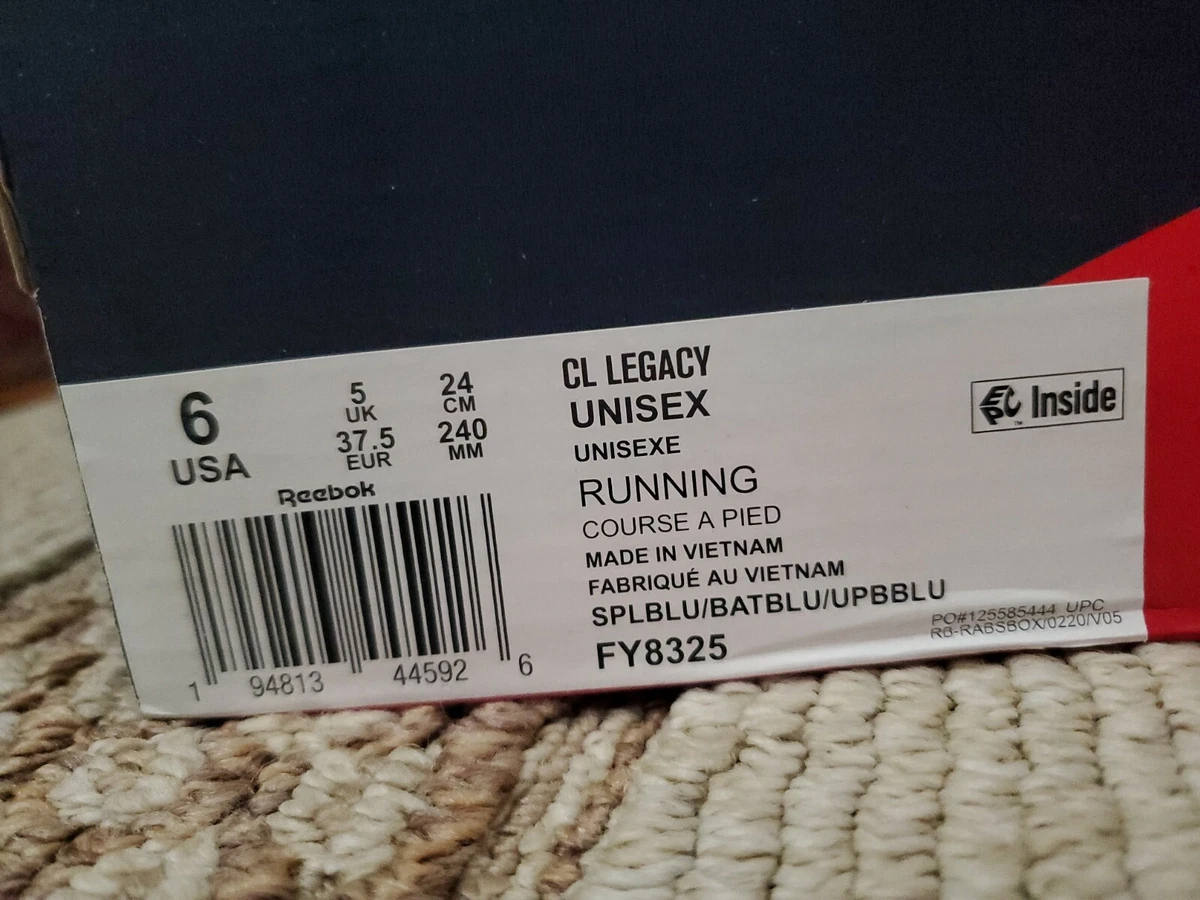 6
USA
5
UK
37.5
EUR
24
CM
240
MM
Reebok
1 94813 44592 6
CL LEGACY
UNISEX
UNISEXE
RUNNING
COURSE A PIED
MADE IN VIETNAM
FABRIQUÉ AU VIETNAM
SPLBLU/BATBLU/UPBBLU
FY8325
Inside
™
PO#125585444 UPC
RB-RABSBOX/0220/V05